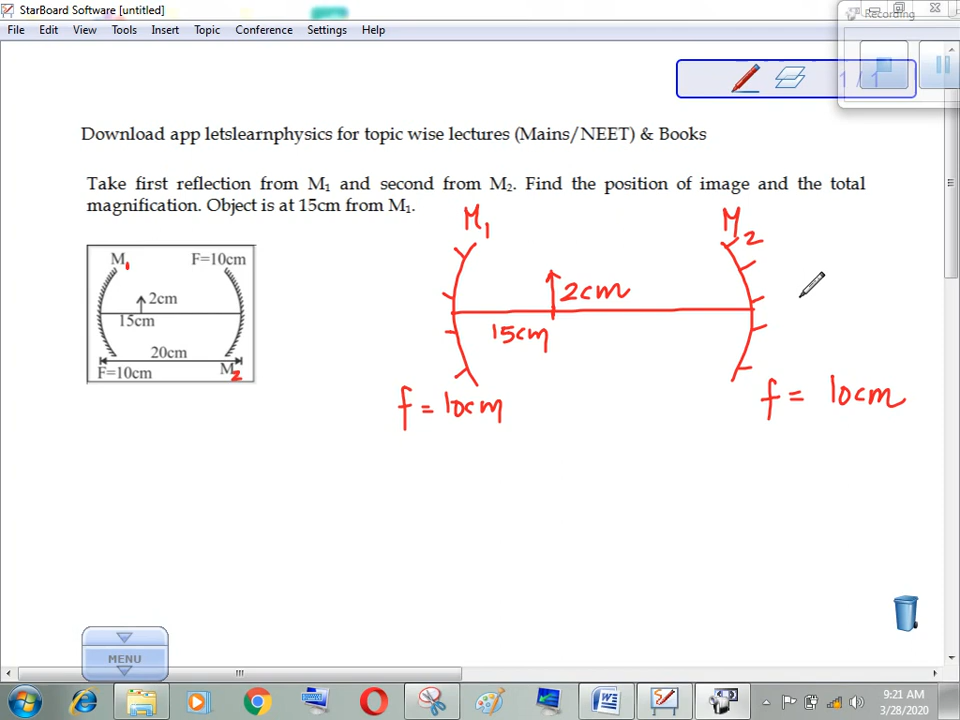 StarBoard Software [untitled]
Recording
File Edit View Tools Insert Topic Conference Settings Help
1 / 1
Download app letslearnphysics for topic wise lectures (Mains/NEET) & Books
Take first reflection from M₁ and second from M₂. Find the position of image and the total
magnification. Object is at 15cm from M₁.
M₁ M₂
M₁ F=10cm
2cm
2cm
15cm
15cm
20cm
F=10cm M₂
f = 10cm f = 10cm
MENU
9:21 AM
3/28/2020